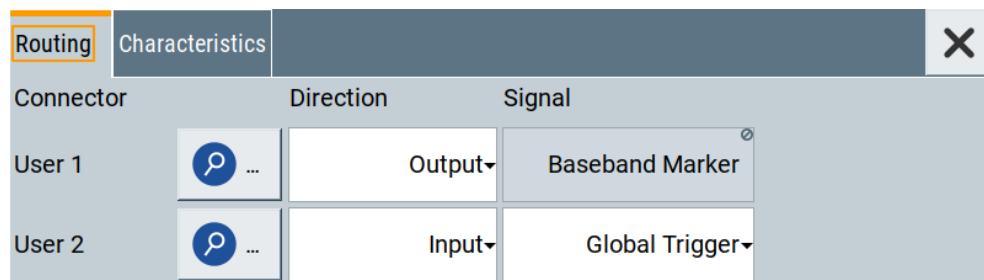 Routing Characteristics
Connector Direction Signal
User 1 ... Output Baseband Marker
User 2 ... Input Global Trigger